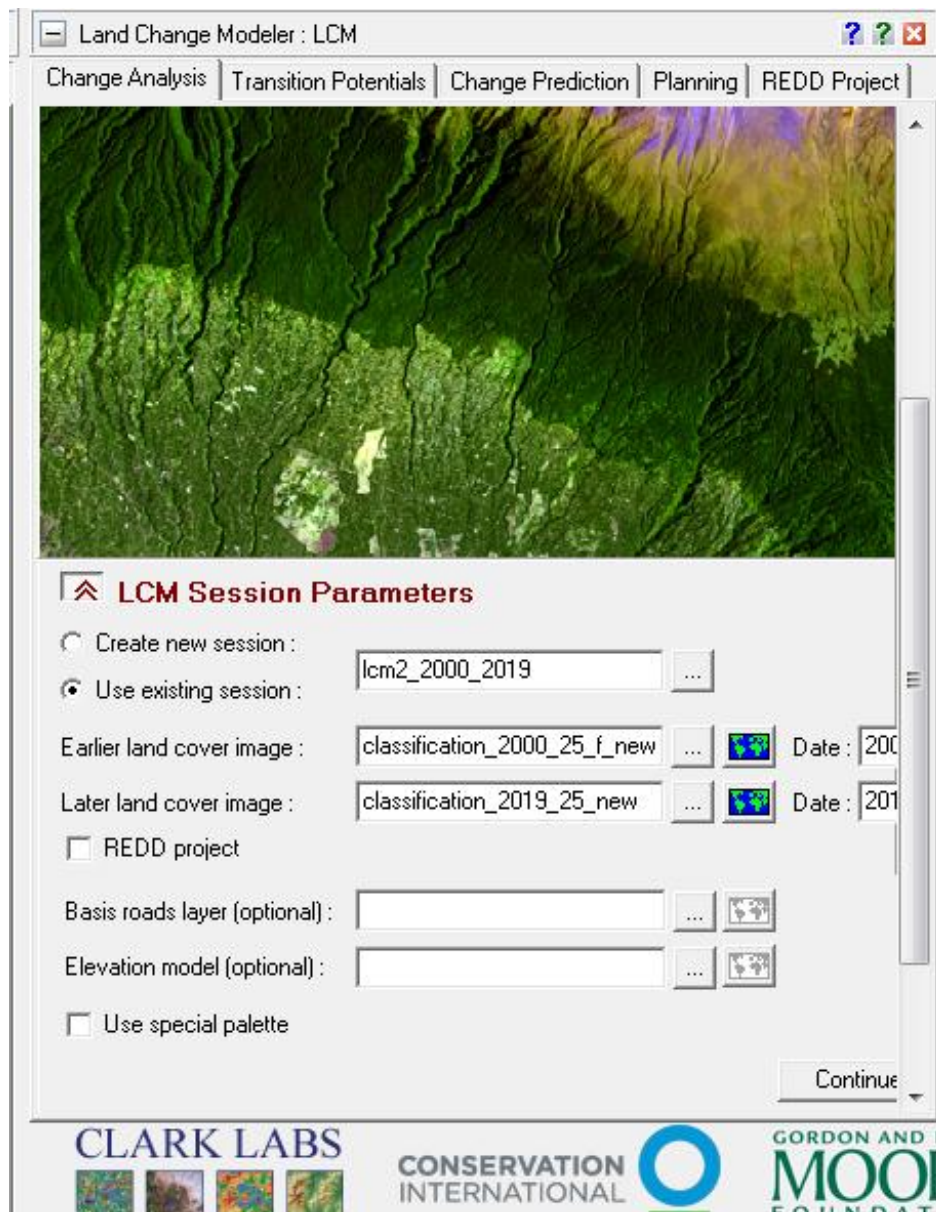 Land Change Modeler : LCM ? ?
Change Analysis Transition Potentials Change Prediction Planning REDD Project
LCM Session Parameters
Create new session :
lcm2_2000_2019 ...
Use existing session :
Earlier land cover image : classification_2000_25_f_new ... Date : 200
Later land cover image : classification_2019_25_new ... Date : 201
REDD project
Basis roads layer (optional) : ...
Elevation model (optional) : ...
Use special palette
Continue
CLARK LABS
CONSERVATION
INTERNATIONAL
GORDON AND